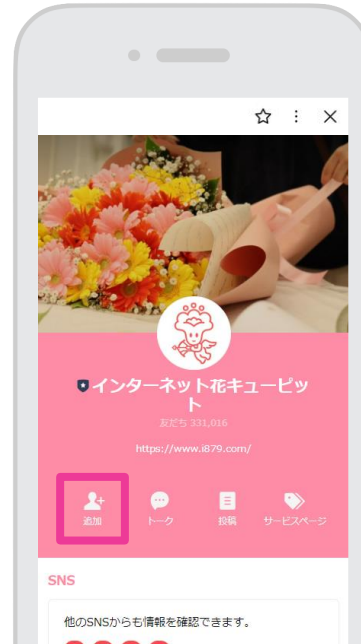 インターネット花キューピッ
ト
友だち 331,016
https://www.i879.com/
追加
トーク
投稿
サービスページ
SNS
他のSNSからも情報を確認できます。